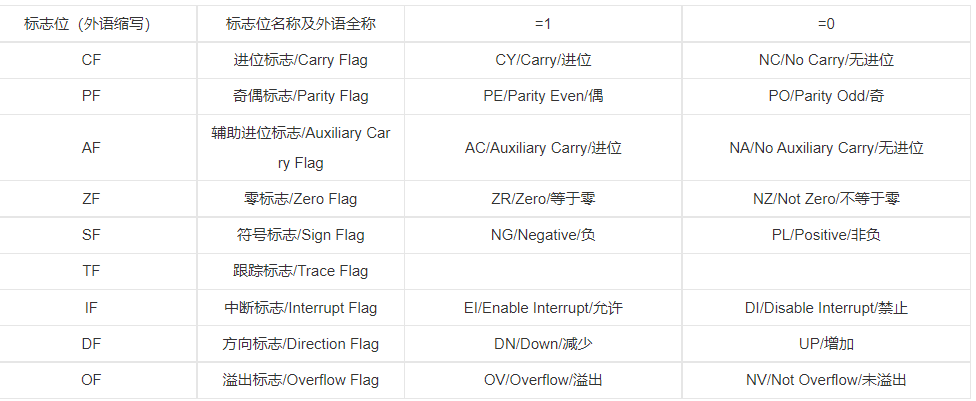 标志位（外语缩写） 标志位名称及外语全称 =1 =0
CF 进位标志/Carry Flag CY/Carry/进位 NC/No Carry/无进位
PF 奇偶标志/Parity Flag PE/Parity Even/偶 PO/Parity Odd/奇
AF 辅助进位标志/Auxiliary Car
ry Flag AC/Auxiliary Carry/进位 NA/No Auxiliary Carry/无进位
ZF 零标志/Zero Flag ZR/Zero/等于零 NZ/Not Zero/不等于零
SF 符号标志/Sign Flag NG/Negative/负 PL/Positive/非负
TF 跟踪标志/Trace Flag
IF 中断标志/Interrupt Flag EI/Enable Interrupt/允许 DI/Disable Interrupt/禁止
DF 方向标志/Direction Flag DN/Down/减少 UP/增加
OF 溢出标志/Overflow Flag OV/Overflow/溢出 NV/Not Overflow/未溢出